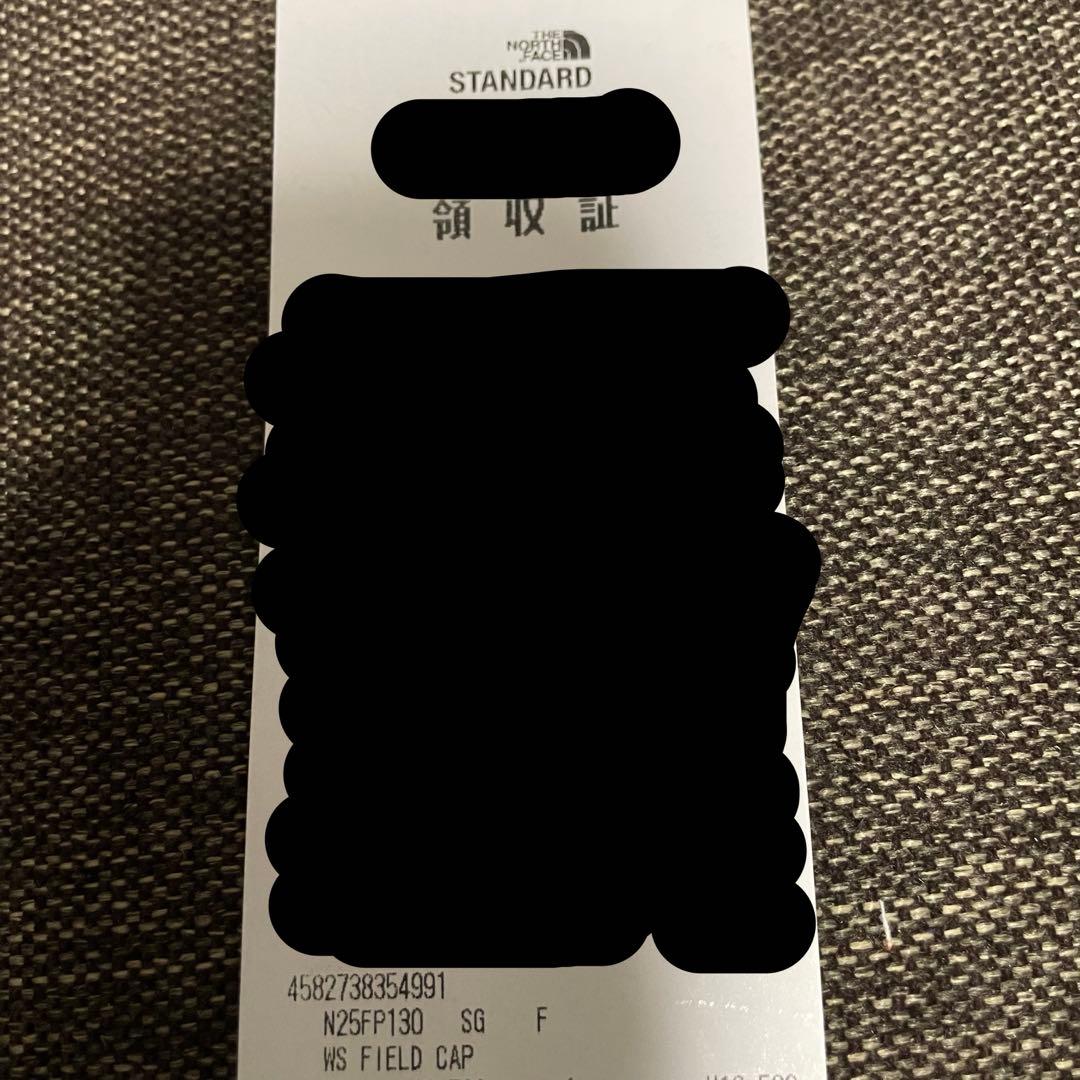 THE
NORTH
FACE
STANDARD
領収証
4582738354991
N25FP130 SG F
WS FIELD CAP